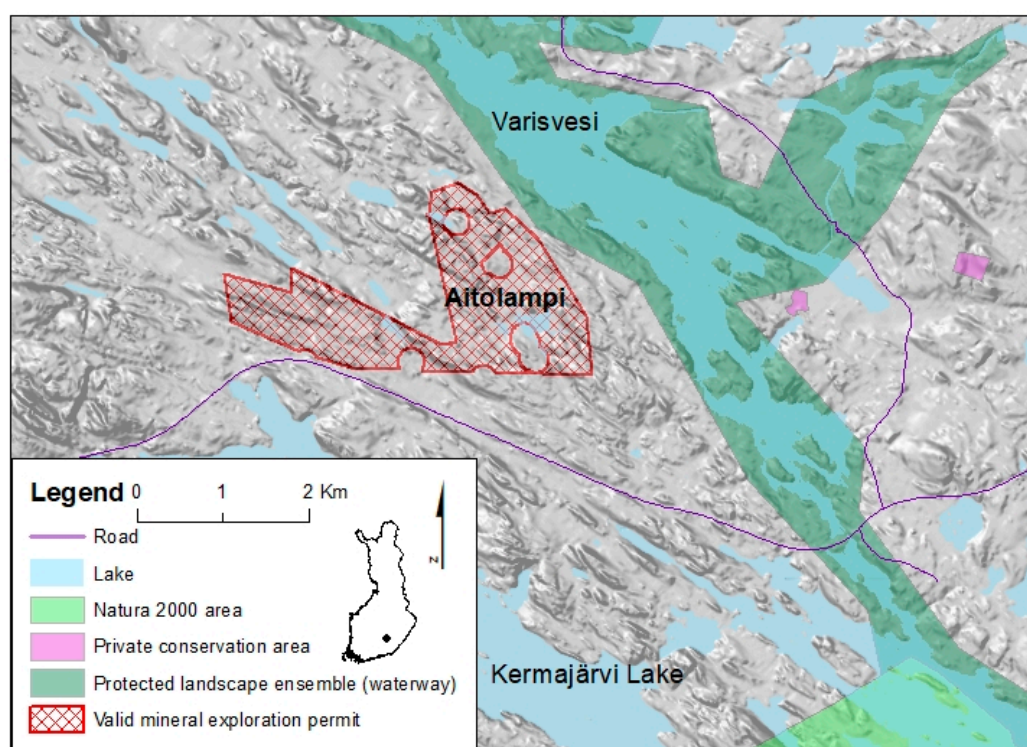 Varisvesi
Aitolampi
Kermajärvi Lake
Legend
0 1 2 Km
Road
Lake
Natura 2000 area
Private conservation area
Protected landscape ensemble (waterway)
Valid mineral exploration permit
N